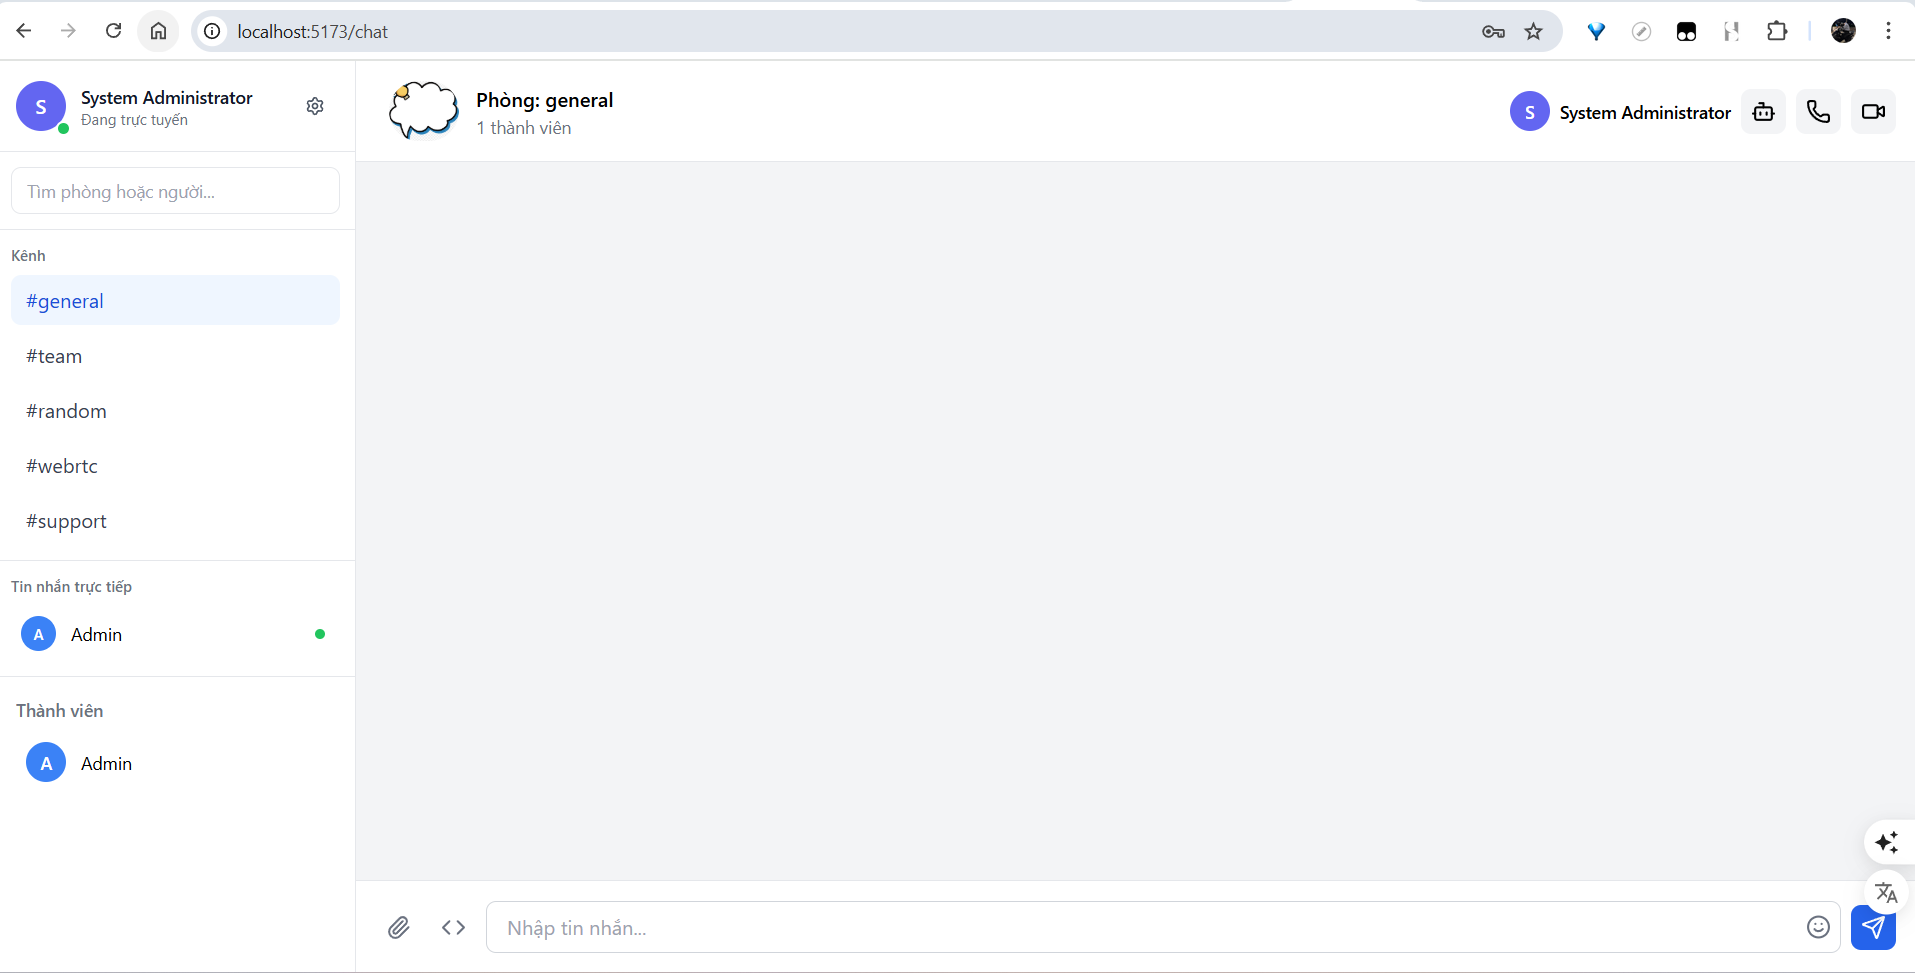 localhost:5173/chat
S
System Administrator
Đang trực tuyến
Tìm phòng hoặc người...
Kênh
#general
#team
#random
#webrtc
#support
Tin nhắn trực tiếp
A
Admin
Thành viên
A
Admin
Phòng: general
1 thành viên
S
System Administrator
Nhập tin nhắn...